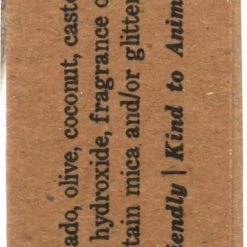 ado, olive, coconut, casto
hydroxide, fragrance o
tain mica and/or glitter
endly | Kind to Anim